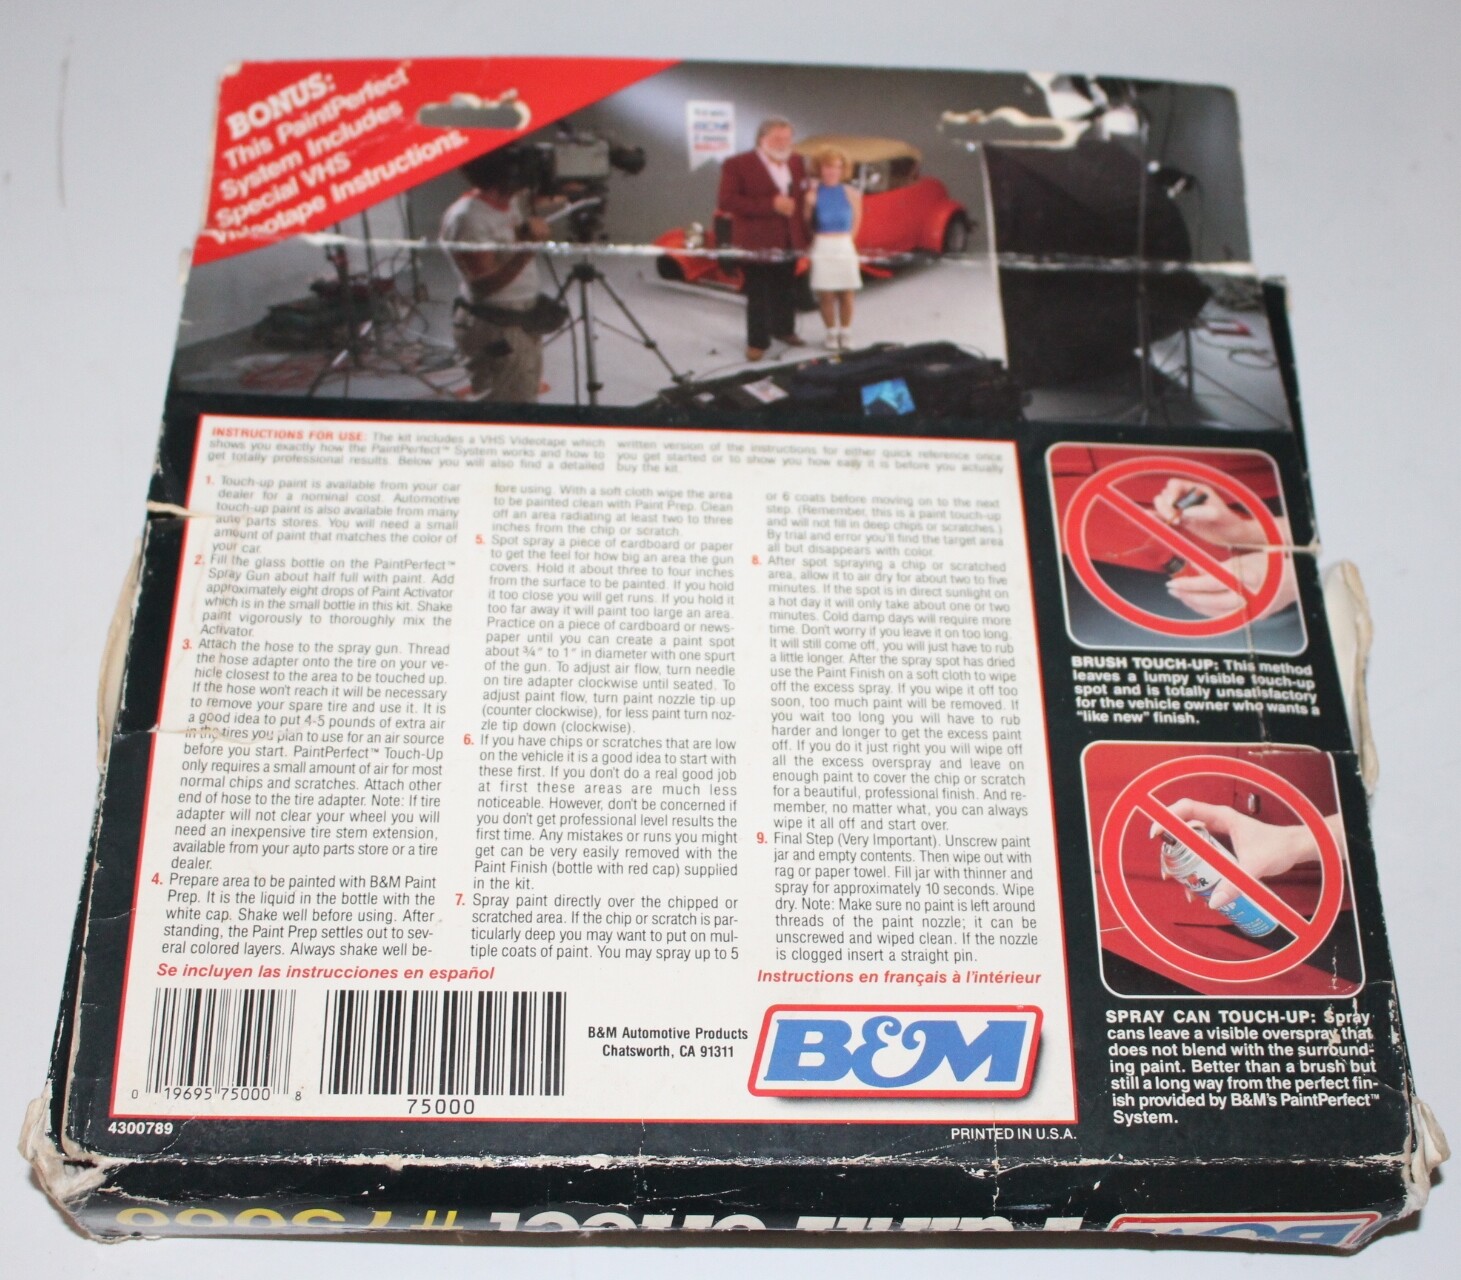 BONUS:
This PaintPerfect
System Includes
Special VHS
Videotape Instructions.
INSTRUCTIONS FOR USE: The kit includes a VHS Videotape which
shows you exactly how the PaintPerfect™ System works and how to
get totally professional results. Below you will also find a detailed
written version of the instructions for either quick reference once
you get started or to show you how easy it is before you actually
buy the kit.
1. Touch-up paint is available from your car
dealer for a nominal cost. Automotive
touch-up paint is also available from many
auto parts stores. You will need a small
amount of paint that matches the color of
your car.
2. Fill the glass bottle on the PaintPerfect™
Spray Gun about half full with paint. Add
approximately eight drops of Paint Activator
which is in the small bottle in this kit. Shake
paint vigorously to thoroughly mix the
Activator.
3. Attach the hose to the spray gun. Thread
the hose adapter onto the tire on your ve-
hicle closest to the area to be touched up.
If the hose won't reach it will be necessary
to remove your spare tire and use it. It is
a good idea to put 4-5 pounds of extra air
in the tires you plan to use for an air source
before you start. PaintPerfect™ Touch-Up
only requires a small amount of air for most
normal chips and scratches. Attach other
end of hose to the tire adapter. Note: If tire
adapter will not clear your wheel you will
need an inexpensive tire stem extension,
available from your auto parts store or a tire
dealer.
4. Prepare area to be painted with B&M Paint
Prep. It is the liquid in the bottle with the
white cap. Shake well before using. After
standing, the Paint Prep settles out to sev-
eral colored layers. Always shake well be-
fore using. With a soft cloth wipe the area
to be painted clean with Paint Prep. Clean
off an area radiating at least two to three
inches from the chip or scratch.
5. Spot spray a piece of cardboard or paper
to get the feel for how big an area the gun
covers. Hold it about three to four inches
from the surface to be painted. If you hold
it too close you will get runs. If you hold it
too far away it will paint too large an area.
Practice on a piece of cardboard or news-
paper until you can create a paint spot
about ¾" to 1" in diameter with one spurt
of the gun. To adjust air flow, turn needle
on tire adapter clockwise until seated. To
adjust paint flow, turn paint nozzle tip up
(counter clockwise), for less paint turn noz-
zle tip down (clockwise).
6. If you have chips or scratches that are low
on the vehicle it is a good idea to start with
these first. If you don't do a real good job
at first these areas are much less
noticeable. However, don't be concerned if
you don't get professional level results the
first time. Any mistakes or runs you might
get can be very easily removed with the
Paint Finish (bottle with red cap) supplied
in the kit.
7. Spray paint directly over the chipped or
scratched area. If the chip or scratch is par-
ticularly deep you may want to put on mul-
tiple coats of paint. You may spray up to 5
or 6 coats before moving on to the next
step. (Remember, this is a paint touch-up
and will not fill in deep chips or scratches.)
By trial and error you'll find the target area
all but disappears with color.
8. After spot spraying a chip or scratched
area, allow it to air dry for about two to five
minutes. If the spot is in direct sunlight on
a hot day it will only take about one or two
minutes. Cold damp days will require more
time. Don't worry if you leave it on too long.
It will still come off, you will just have to rub
a little longer. After the spray spot has dried
use the Paint Finish on a soft cloth to wipe
off the excess spray. If you wipe it off too
soon, too much paint will be removed. If
you wait too long you will have to rub
harder and longer to get the excess paint
off. If you do it just right you will wipe off
all the excess overspray and leave on
enough paint to cover the chip or scratch
for a beautiful, professional finish. And re-
member, no matter what, you can always
wipe it all off and start over.
9. Final Step (Very Important). Unscrew paint
jar and empty contents. Then wipe out with
rag or paper towel. Fill jar with thinner and
spray for approximately 10 seconds. Wipe
dry. Note: Make sure no paint is left around
threads of the paint nozzle; it can be
unscrewed and wiped clean. If the nozzle
is clogged insert a straight pin.
Se incluyen las instrucciones en español
Instructions en français à l'intérieur
0 19695 75000 8
75000
B&M Automotive Products
Chatsworth, CA 91311
B&M
4300789
PRINTED IN U.S.A.
BRUSH TOUCH-UP: This method
leaves a lumpy visible touch-up
spot and is totally unsatisfactory
for the vehicle owner who wants a
"like new" finish.
SPRAY CAN TOUCH-UP: Spray
cans leave a visible overspray that
does not blend with the surround-
ing paint. Better than a brush but
still a long way from the perfect fin-
ish provided by B&M's PaintPerfect™
System.
B&M